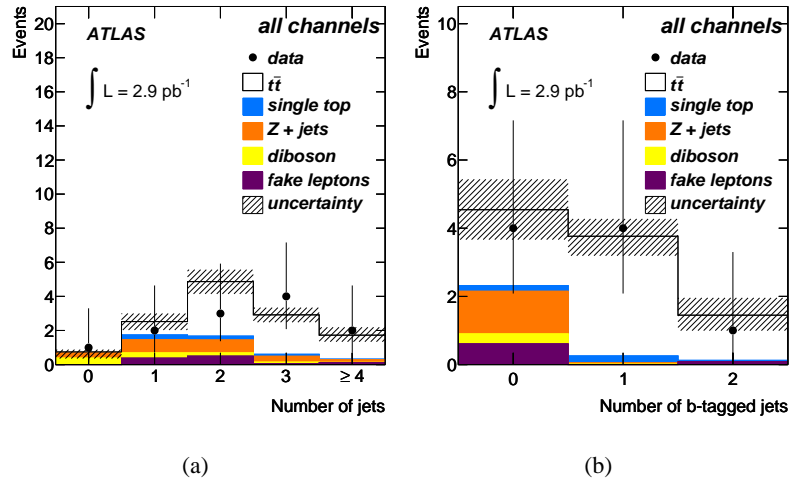 Events
20
18
16
14
12
10
8
6
4
2
0
ATLAS
all channels
∫ L = 2.9 pb-1
data
tt̄
single top
Z + jets
diboson
fake leptons
uncertainty
0 1 2 3 ≥ 4
Number of jets
(a)
Events
10
8
6
4
2
0
ATLAS
all channels
∫ L = 2.9 pb-1
data
tt̄
single top
Z + jets
diboson
fake leptons
uncertainty
0 1 2
Number of b-tagged jets
(b)